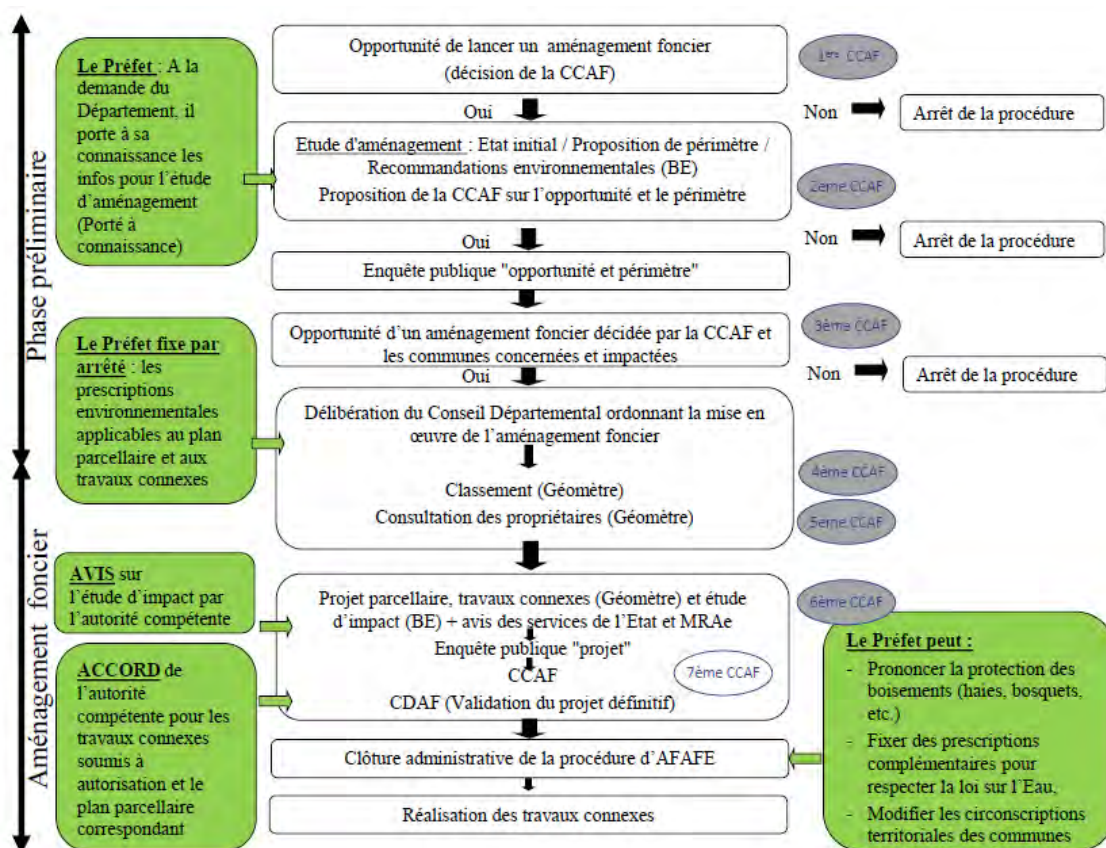 Phase préliminaire
Aménagement foncier
Le Préfet : A la
demande du
Département, il
porte à sa
connaissance les
infos pour l'étude
d'aménagement
(Porté à
connaissance)
Opportunité de lancer un aménagement foncier
(décision de la CCAF)
1ère CCAF
Oui
Non
Arrêt de la procédure
Etude d'aménagement : Etat initial / Proposition de périmètre /
Recommandations environnementales (BE)
Proposition de la CCAF sur l'opportunité et le périmètre
2ème CCAF
Oui
Non
Arrêt de la procédure
Enquête publique "opportunité et périmètre"
Le Préfet fixe par
arrêté : les
prescriptions
environnementales
applicables au plan
parcellaire et aux
travaux connexes
Opportunité d'un aménagement foncier décidée par la CCAF et
les communes concernées et impactées
3ème CCAF
Oui
Non
Arrêt de la procédure
Délibération du Conseil Départemental ordonnant la mise en
œuvre de l'aménagement foncier
Classement (Géomètre)
Consultation des propriétaires (Géomètre)
4ème CCAF
5ème CCAF
AVIS sur
l'étude d'impact par
l'autorité compétente
Projet parcellaire, travaux connexes (Géomètre) et étude
d'impact (BE) + avis des services de l'Etat et MRAe
Enquête publique "projet"
CCAF
CDAF (Validation du projet définitif)
6ème CCAF
7ème CCAF
ACCORD de
l'autorité
compétente pour les
travaux connexes
soumis à
autorisation et le
plan parcellaire
correspondant
Le Préfet peut :
- Prononcer la protection des
boisements (haies, bosquets,
etc.)
- Fixer des prescriptions
complémentaires pour
respecter la loi sur l'Eau,
- Modifier les circonscriptions
territoriales des communes
Clôture administrative de la procédure d'AFAFE
Réalisation des travaux connexes